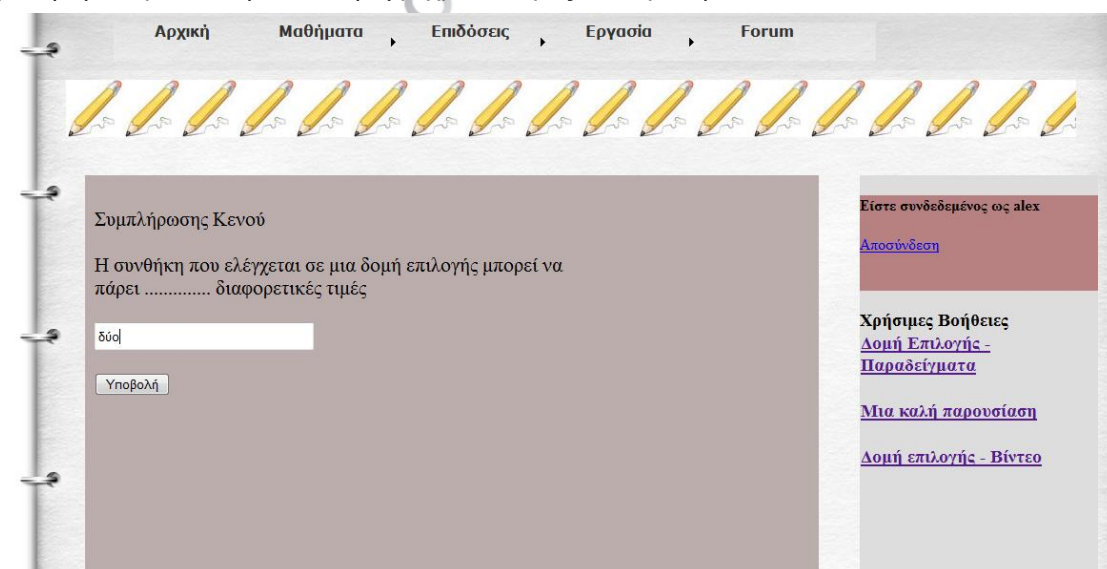 Αρχική Μαθήματα Επιδόσεις Εργασία Forum
Συμπλήρωσης Κενού
Η συνθήκη που ελέγχεται σε μια δομή επιλογής μπορεί να
πάρει .............. διαφορετικές τιμές
δύο
Υποβολή
Είστε συνδεδεμένος ως alex
Αποσύνδεση
Χρήσιμες Βοήθειες
Δομή Επιλογής -
Παραδείγματα
Μια καλή παρουσίαση
Δομή επιλογής - Βίντεο